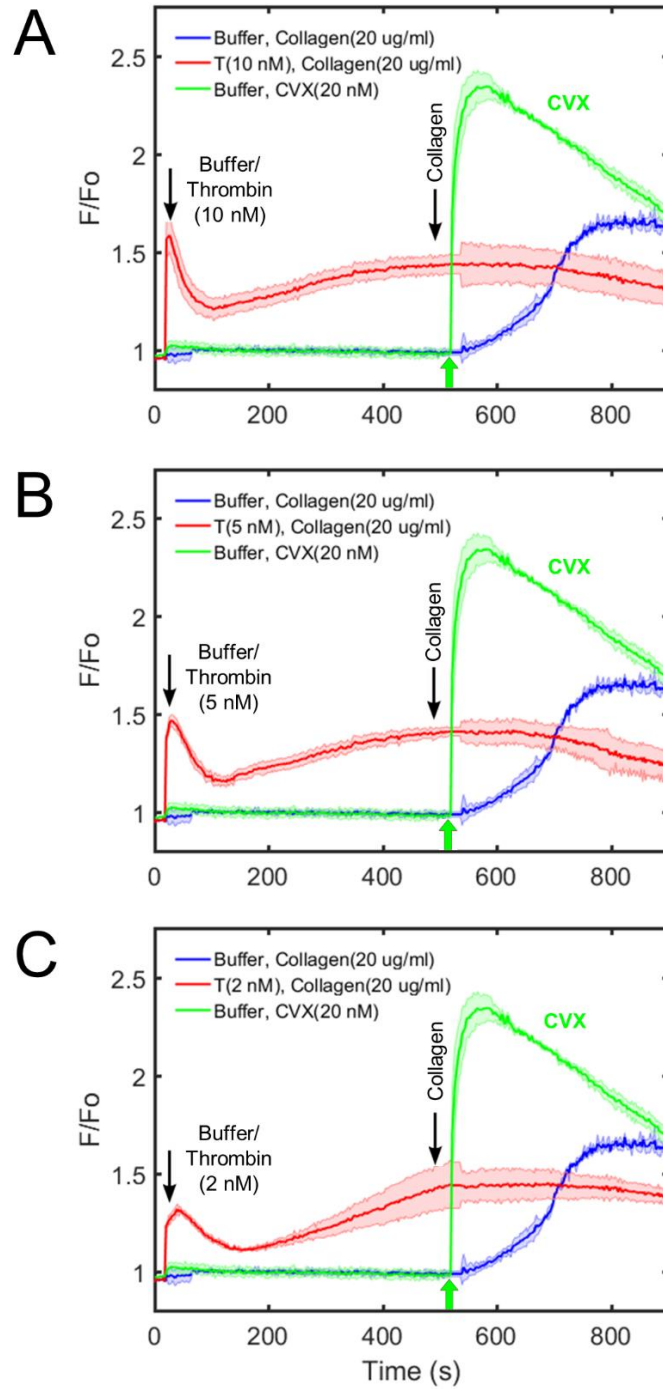 A
Buffer, Collagen(20 ug/ml)
T(10 nM), Collagen(20 ug/ml)
Buffer, CVX(20 nM)
2.5
2
1.5
1
F/Fo
Buffer/
Thrombin
(10 nM)
Collagen
CVX
0
200
400
600
800
B
Buffer, Collagen(20 ug/ml)
T(5 nM), Collagen(20 ug/ml)
Buffer, CVX(20 nM)
2.5
2
1.5
1
F/Fo
Buffer/
Thrombin
(5 nM)
Collagen
CVX
0
200
400
600
800
C
Buffer, Collagen(20 ug/ml)
T(2 nM), Collagen(20 ug/ml)
Buffer, CVX(20 nM)
2.5
2
1.5
1
F/Fo
Buffer/
Thrombin
(2 nM)
Collagen
CVX
0
200
400
600
800
Time (s)